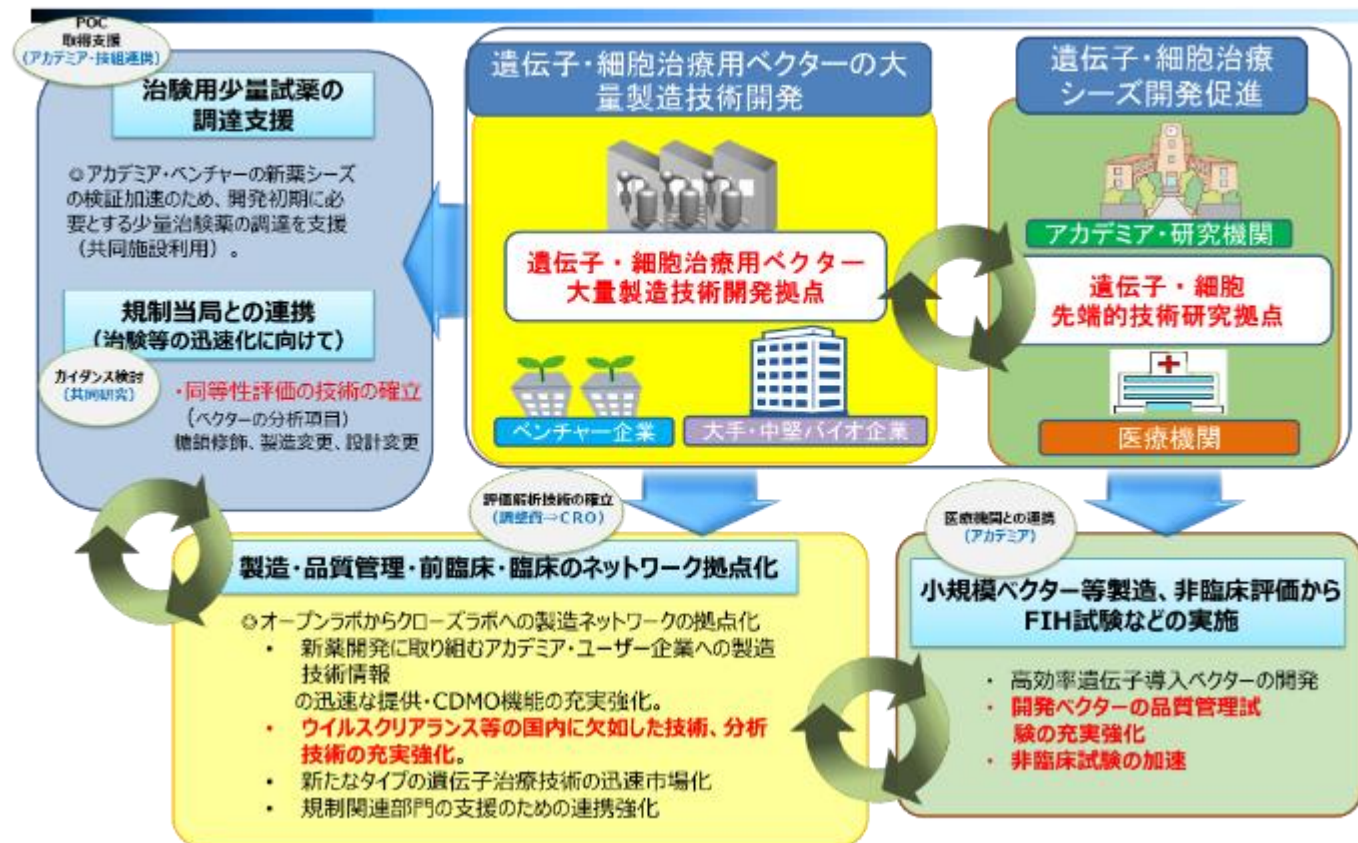 POC
取得支援
(アカデミア・技組連携)
治験用少量試薬の
調達支援
◎アカデミア・ベンチャーの新薬シーズ
の検証加速のため、開発初期に必
要とする少量治験薬の調達を支援
(共同施設利用)。
規制当局との連携
(治験等の迅速化に向けて)
ガイダンス検討
(共同研究)
・同等性評価の技術の確立
(ベクターの分析項目)
糖鎖修飾、製造変更、設計変更
遺伝子・細胞治療用ベクターの大
量製造技術開発
遺伝子・細胞治療用ベクター
大量製造技術開発拠点
ベンチャー企業
大手・中堅バイオ企業
遺伝子・細胞治療
シーズ開発促進
アカデミア・研究機関
遺伝子・細胞
先端的技術研究拠点
医療機関
評価解析技術の確立
(調整費⇒CRO)
製造・品質管理・前臨床・臨床のネットワーク拠点化
◎オープンラボからクローズラボへの製造ネットワークの拠点化
・ 新薬開発に取り組むアカデミア・ユーザー企業への製造
技術情報
の迅速な提供・CDMO機能の充実強化。
・ ウイルスクリアランス等の国内に欠如した技術、分析
技術の充実強化。
・ 新たなタイプの遺伝子治療技術の迅速市場化
・ 規制関連部門の支援のための連携強化
医療機関との連携
(アカデミア)
小規模ベクター等製造、非臨床評価から
FIH試験などの実施
・ 高効率遺伝子導入ベクターの開発
・ 開発ベクターの品質管理試
験の充実強化
・ 非臨床試験の加速